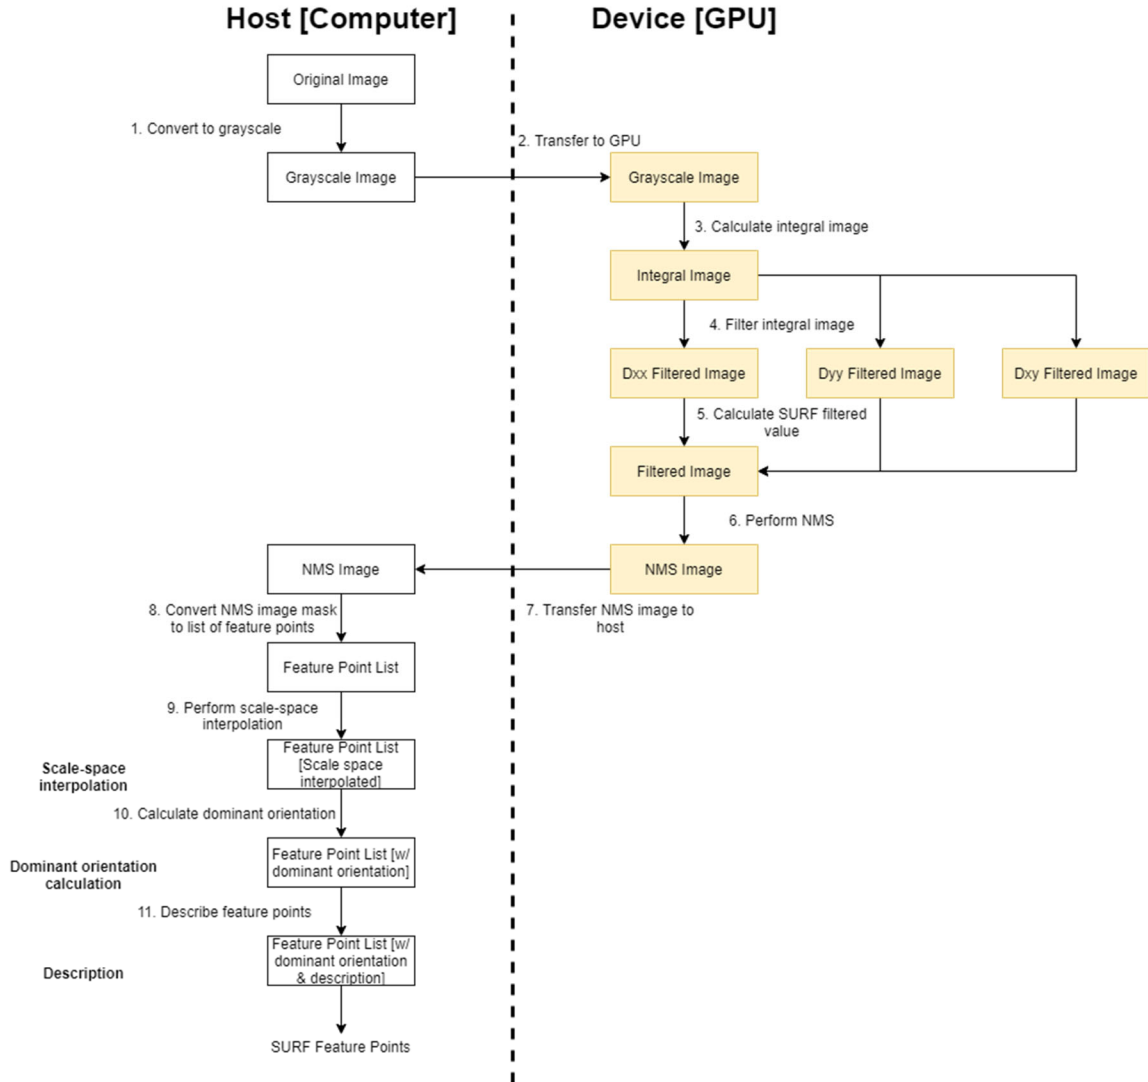 Host [Computer]
Device [GPU]
Original Image
1. Convert to grayscale
2. Transfer to GPU
Grayscale Image
Grayscale Image
3. Calculate integral image
Integral Image
4. Filter integral image
Dxx Filtered Image
Dyy Filtered Image
Dxy Filtered Image
5. Calculate SURF filtered
value
Filtered Image
6. Perform NMS
NMS Image
NMS Image
7. Transfer NMS image to
host
8. Convert NMS image mask
to list of feature points
Feature Point List
9. Perform scale-space
interpolation
Scale-space
interpolation
Feature Point List
[Scale space
interpolated]
10. Calculate dominant orientation
Dominant orientation
calculation
Feature Point List [w/
dominant orientation]
11. Describe feature points
Description
Feature Point List [w/
dominant orientation
& description]
SURF Feature Points